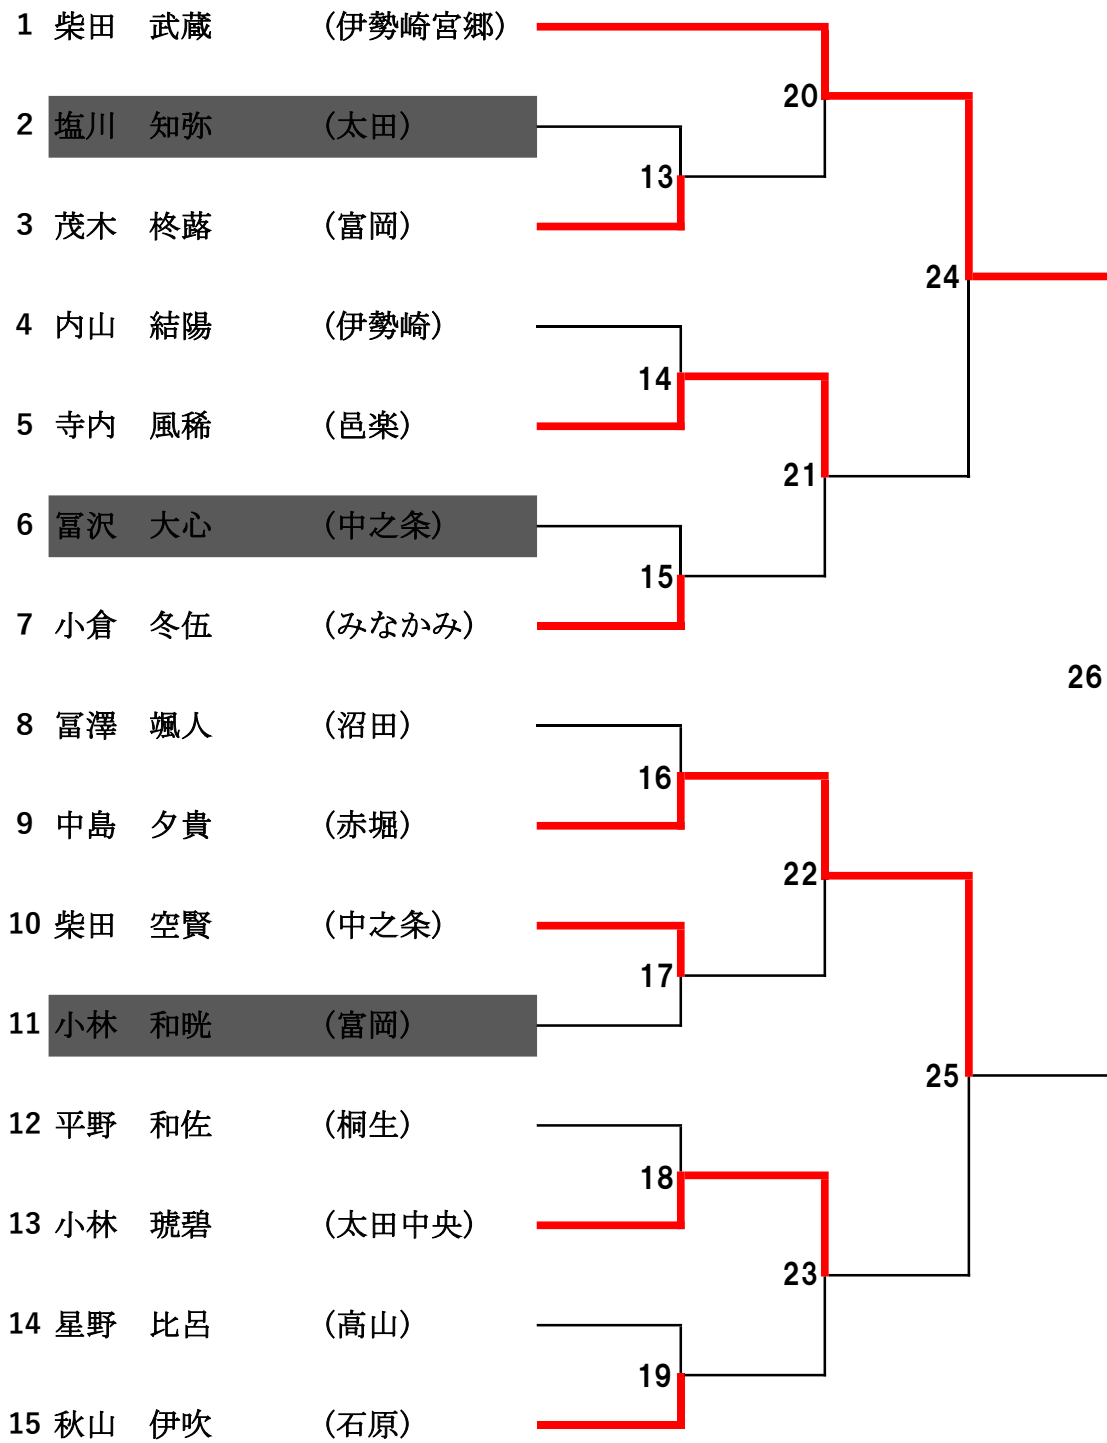 1 柴田 武蔵 (伊勢崎宮郷)
20
2 塩川 知弥 (太田)
13
3 茂木 柊蕗 (富岡)
24
4 内山 結陽 (伊勢崎)
14
5 寺内 風稀 (邑楽)
21
6 冨沢 大心 (中之条)
15
7 小倉 冬伍 (みなかみ)
26
8 冨澤 颯人 (沼田)
16
9 中島 夕貴 (赤堀)
22
10 柴田 空賢 (中之条)
17
11 小林 和晄 (富岡)
25
12 平野 和佐 (桐生)
18
13 小林 琥碧 (太田中央)
23
14 星野 比呂 (高山)
19
15 秋山 伊吹 (石原)